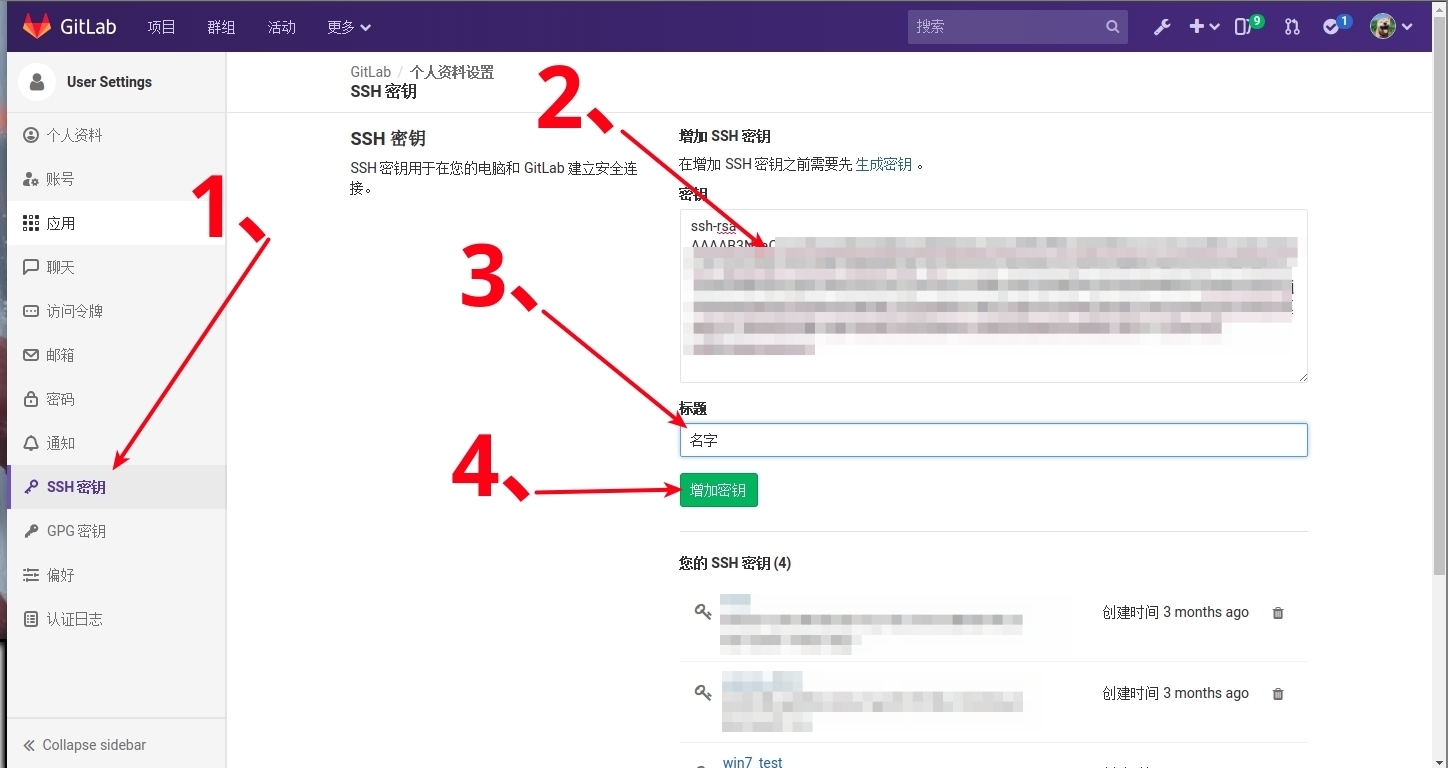 GitLab 项目 群组 活动 更多 搜索 9 1
User Settings
个人资料
账号
应用
聊天
访问令牌
邮箱
密码
通知
SSH 密钥
GPG 密钥
偏好
认证日志
Collapse sidebar
GitLab / 个人资料设置
SSH 密钥
SSH 密钥
SSH 密钥用于在您的电脑和 GitLab 建立安全连
接。
增加 SSH 密钥
在增加 SSH 密钥之前需要先 生成密钥 。
密钥
ssh-rsa
标题
名字
增加密钥
您的 SSH 密钥 (4)
创建时间 3 months ago
创建时间 3 months ago
win7_test
1、
2、
3、
4、